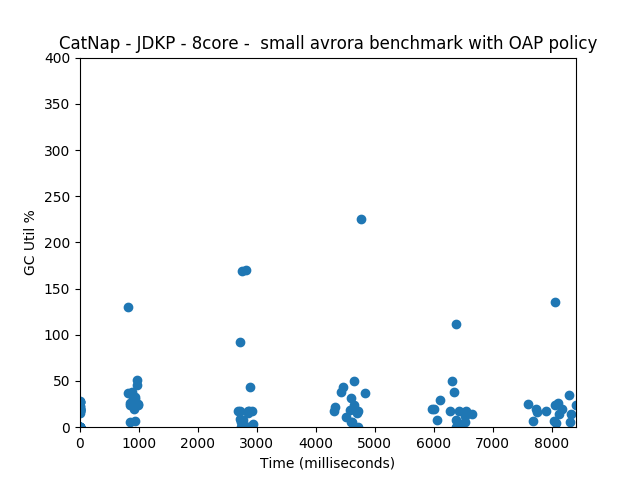 CatNap - JDKP - 8core -  small avrora benchmark with OAP policy
400
350
300
250
200
150
100
50
0
GC Util %
0 1000 2000 3000 4000 5000 6000 7000 8000
Time (milliseconds)